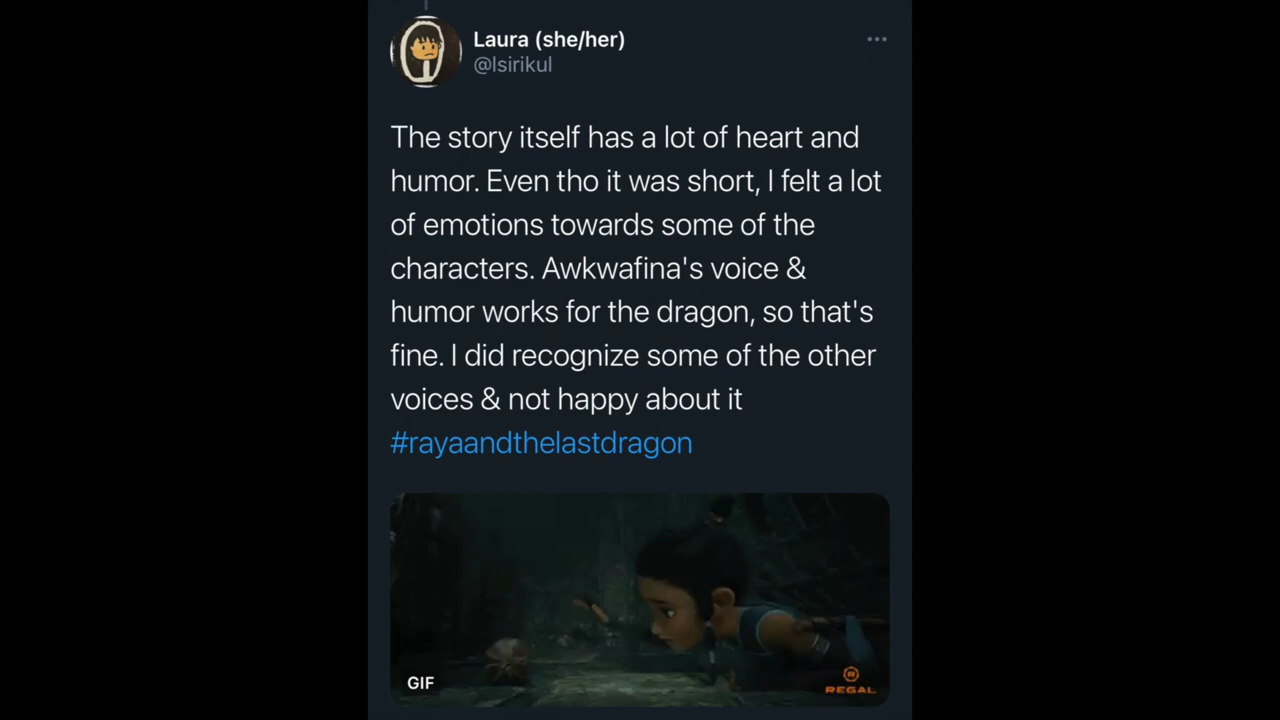 Laura (she/her)
@lsirikul
The story itself has a lot of heart and
humor. Even tho it was short, I felt a lot
of emotions towards some of the
characters. Awkwafina's voice &
humor works for the dragon, so that's
fine. I did recognize some of the other
voices & not happy about it
#rayaandthelastdragon
GIF
REGAL